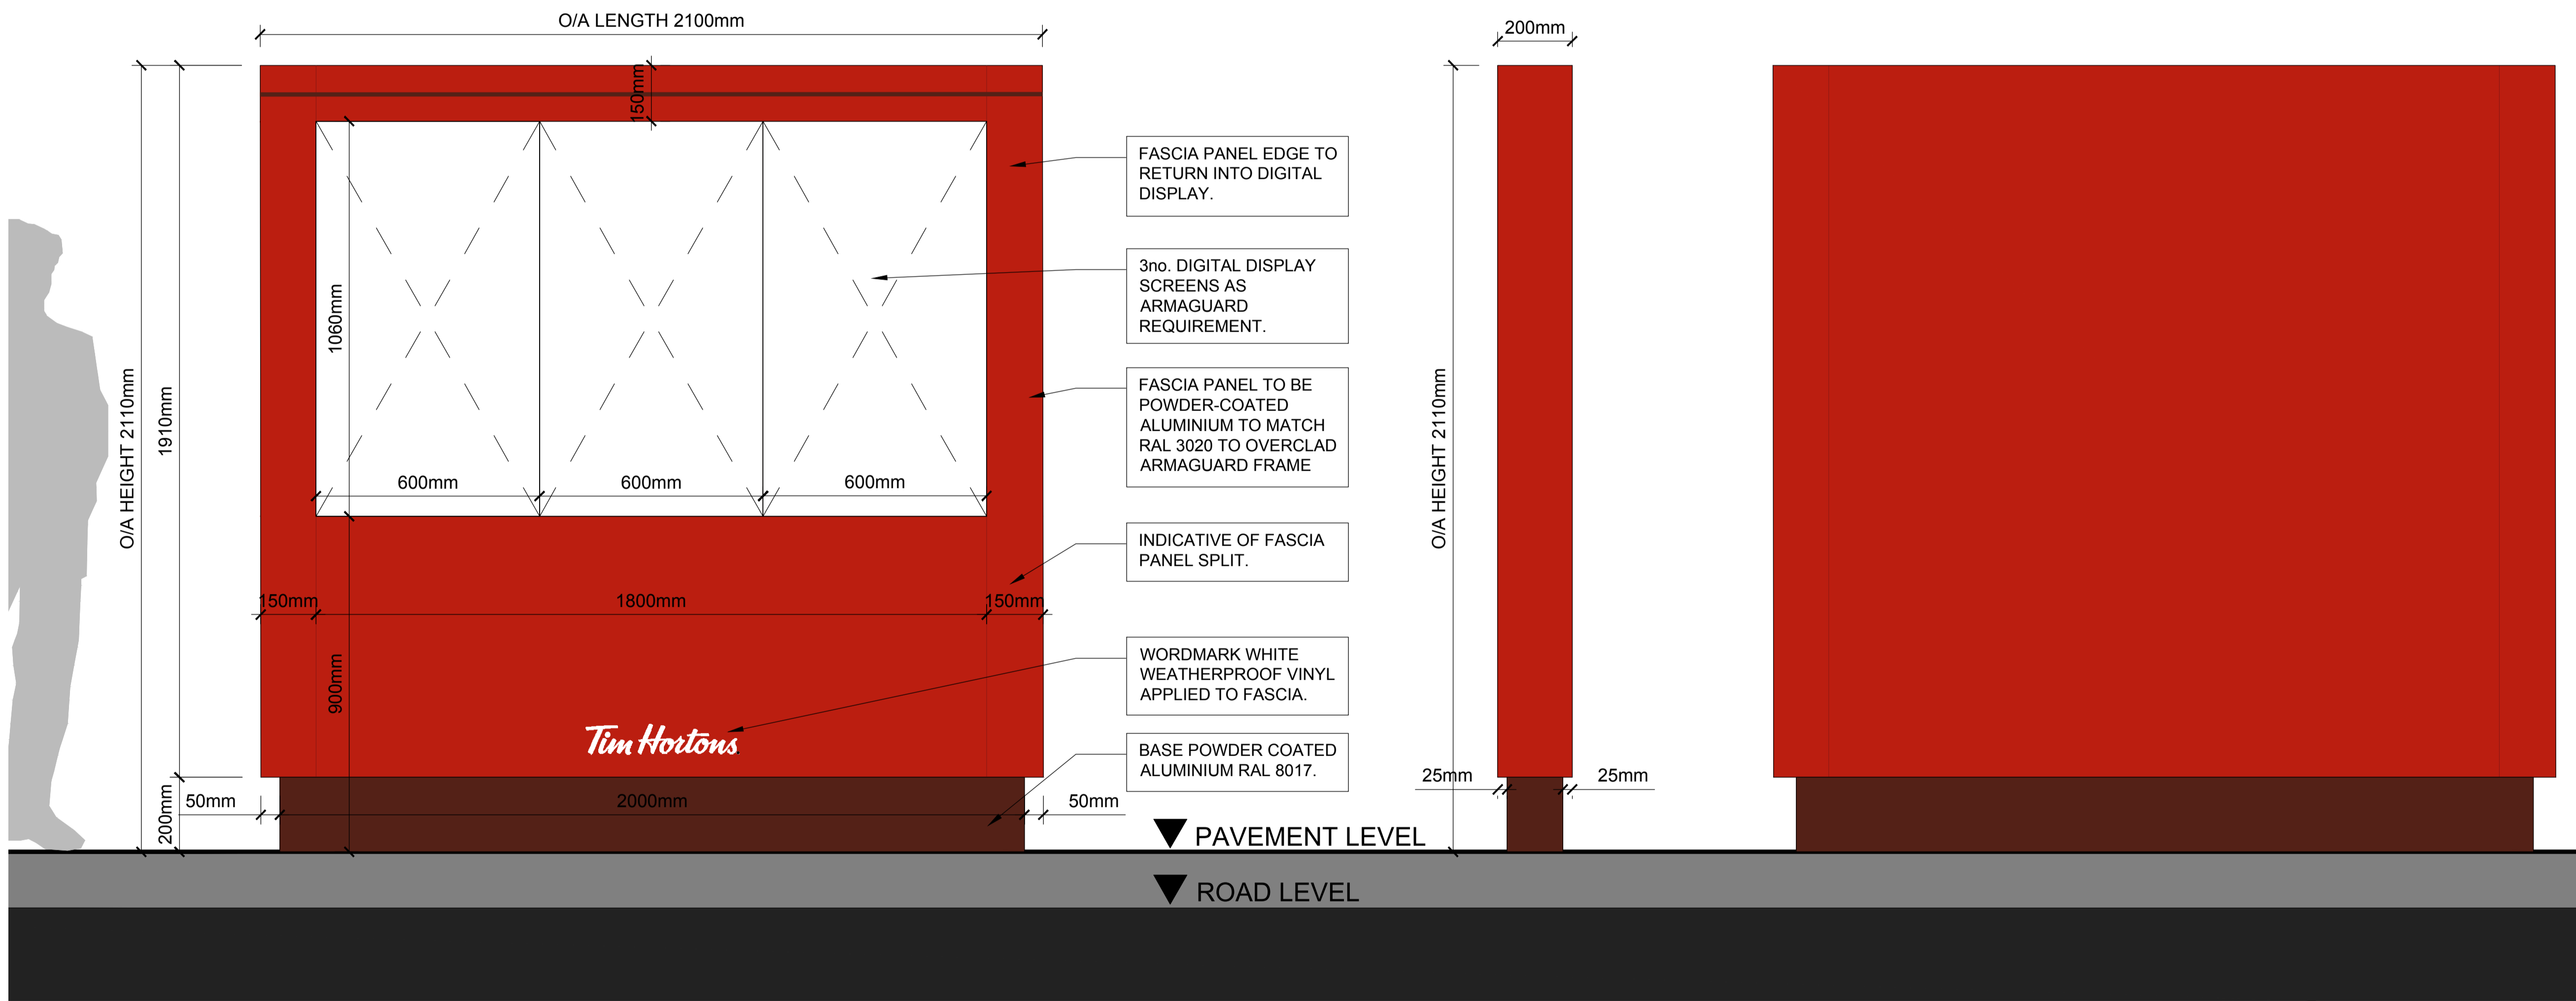 O/A LENGTH 2100mm
200mm
150mm
FASCIA PANEL EDGE TO
RETURN INTO DIGITAL
DISPLAY.
3no. DIGITAL DISPLAY
SCREENS AS
ARMAGUARD
REQUIREMENT.
1060mm
O/A HEIGHT 2110mm
1910mm
FASCIA PANEL TO BE
POWDER-COATED
ALUMINIUM TO MATCH
RAL 3020 TO OVERCLAD
ARMAGUARD FRAME
O/A HEIGHT 2110mm
600mm
600mm
600mm
INDICATIVE OF FASCIA
PANEL SPLIT.
150mm
1800mm
150mm
900mm
WORDMARK WHITE
WEATHERPROOF VINYL
APPLIED TO FASCIA.
Tim Hortons
BASE POWDER COATED
ALUMINIUM RAL 8017.
25mm
25mm
200mm
50mm
2000mm
50mm
PAVEMENT LEVEL
ROAD LEVEL